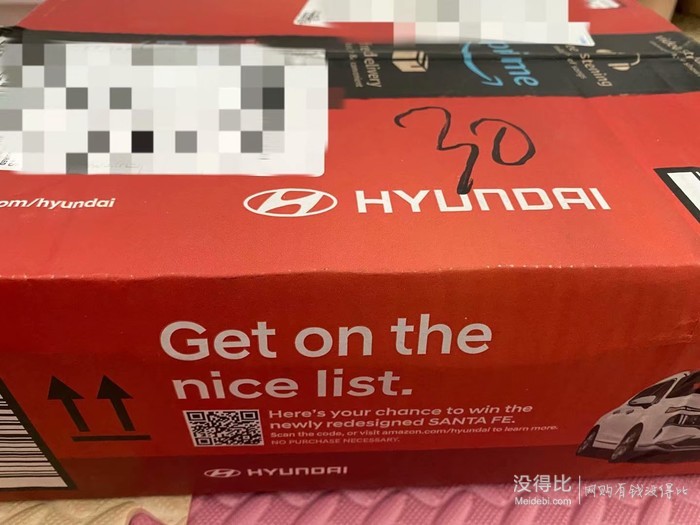 prime
30
om/hyundai
HYUNDAI
Get on the
nice list.
Here's your chance to win the
newly redesigned SANTA FE.
Scan the code, or visit amazon.com/hyundai to learn more.
NO PURCHASE NECESSARY.
HYUNDAI
没得比
Meidebi.com
网购有钱没得比